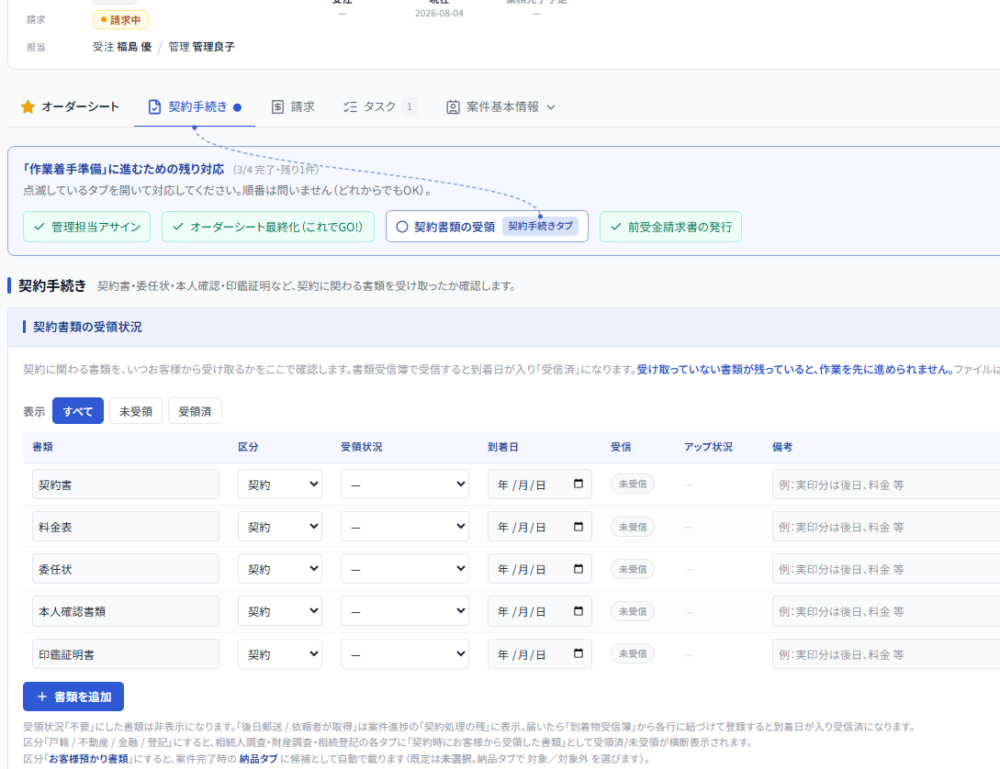 受注 現在 業務完了予定
— 2026-08-04 —
請求 請求中
担当 受注 福島 優 / 管理 管理良子
オーダーシート 契約手続き 請求 タスク 1 案件基本情報
「作業着手準備」に進むための残り対応 (3/4 完了・残り1件)
点滅しているタブを開いて対応してください。順番は問いません(どれからでもOK)。
管理担当アサイン オーダーシート最終化(これでGO!) 契約書類の受領 契約手続きタブ 前受金請求書の発行
契約手続き 契約書・委任状・本人確認・印鑑証明など、契約に関わる書類を受け取ったか確認します。
契約書類の受領状況
契約に関わる書類を、いつお客様から受け取るかをここで確認します。書類受信簿で受信すると到着日が入り「受信済」になります。受け取っていない書類が残っていると、作業を先に進められません。ファイルは
表示 すべて 未受領 受領済
書類 区分 受領状況 到着日 受信 アップ状況 備考
契約書 契約 — 年 /月/日 未受信 — 例:実印分は後日、料金 等
料金表 契約 — 年 /月/日 未受信 — 例:実印分は後日、料金 等
委任状 契約 — 年 /月/日 未受信 — 例:実印分は後日、料金 等
本人確認書類 契約 — 年 /月/日 未受信 — 例:実印分は後日、料金 等
印鑑証明書 契約 — 年 /月/日 未受信 — 例:実印分は後日、料金 等
+ 書類を追加
受領状況「不要」にした書類は非表示になります。「後日郵送 / 依頼者が取得」は案件進捗の「契約処理の残」に表示。届いたら「到着物受信簿」から各行に紐づけて登録すると到着日が入り受信済になります。
区分「戸籍 / 不動産 / 金融 / 登記」にすると、相続人調査・財産調査・相続登記の各タブに「契約時にお客様から受領した書類」として受領済/未受領が横断表示されます。
区分「お客様預かり書類」にすると、案件完了時の 納品タブ に候補として自動で載ります(既定は未選択。納品タブで 対象／対象外 を選びます)。